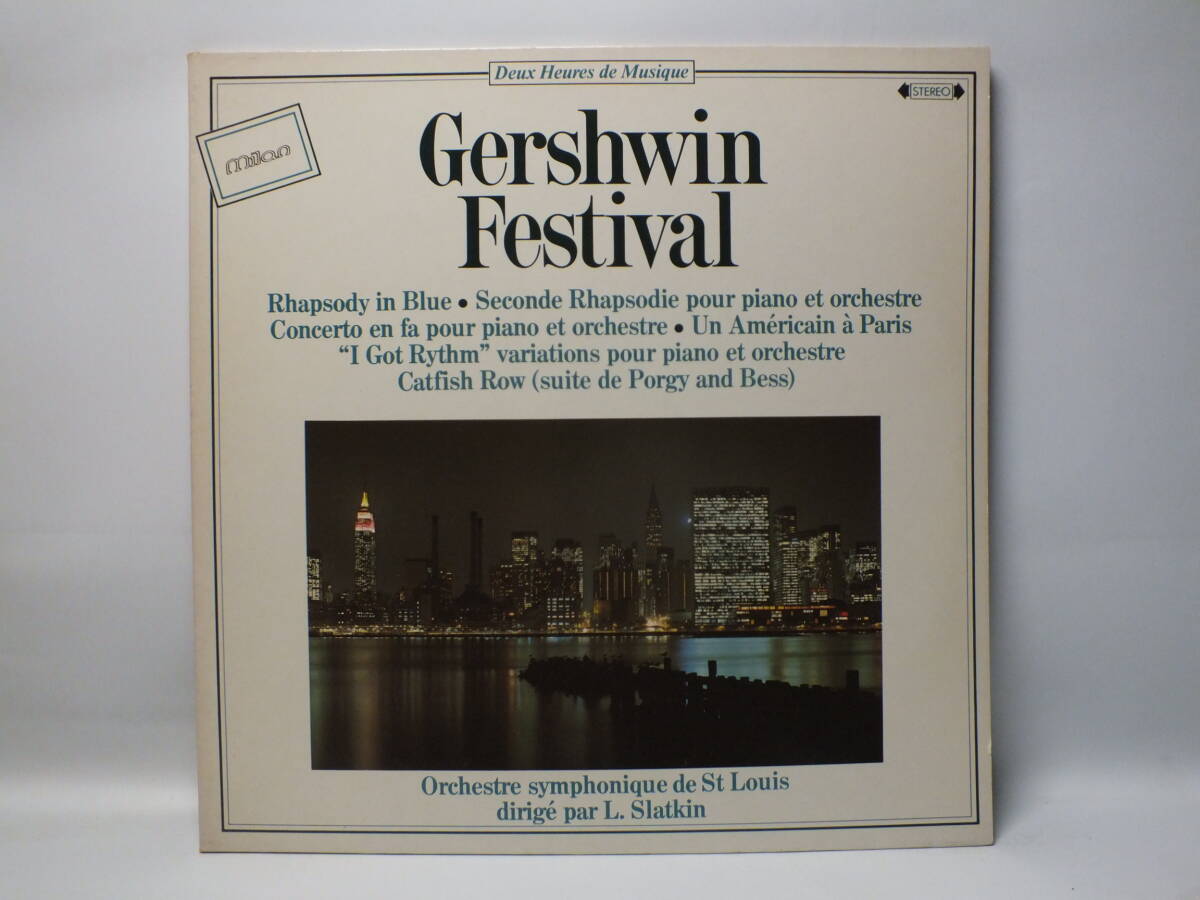 Deux Heures de Musique
STEREO
Milan
Gershwin
Festival
Rhapsody in Blue • Seconde Rhapsodie pour piano et orchestre
Concerto en fa pour piano et orchestre • Un Américain à Paris
“I Got Rythm” variations pour piano et orchestre
Catfish Row (suite de Porgy and Bess)
Orchestre symphonique de St Louis
dirigé par L. Slatkin